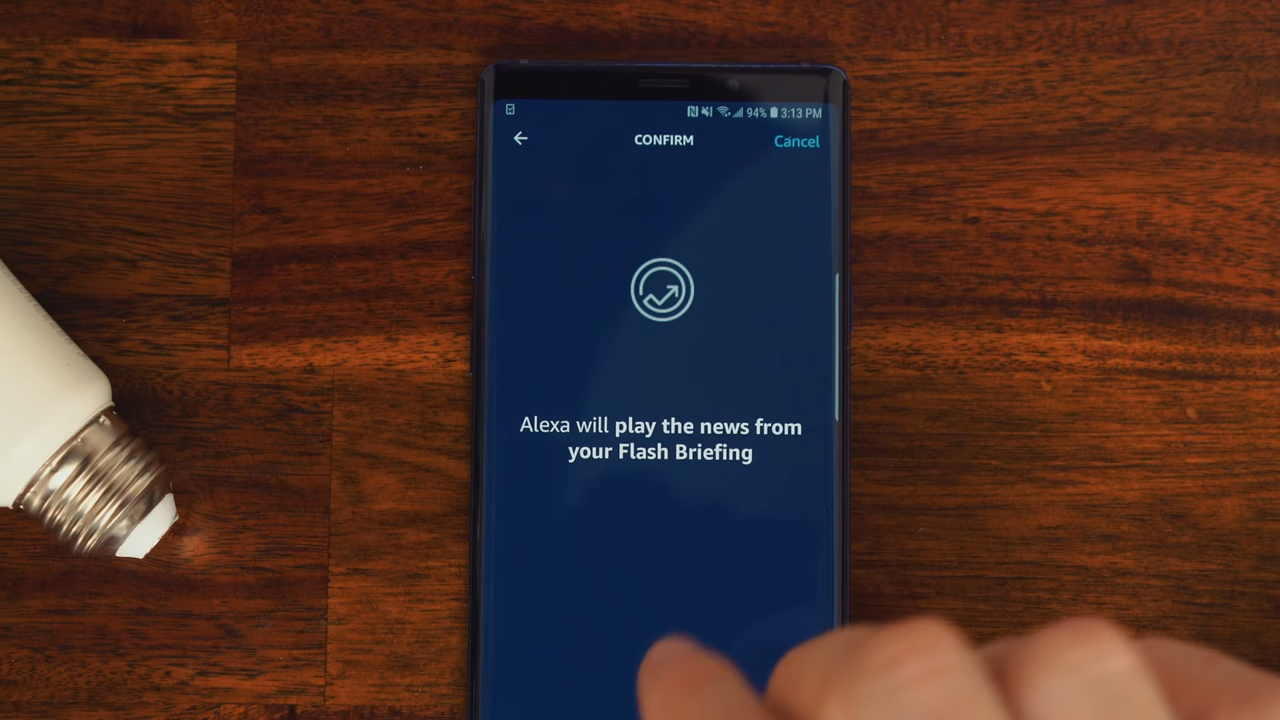 94% 3:13 PM
CONFIRM Cancel
Alexa will play the news from
your Flash Briefing